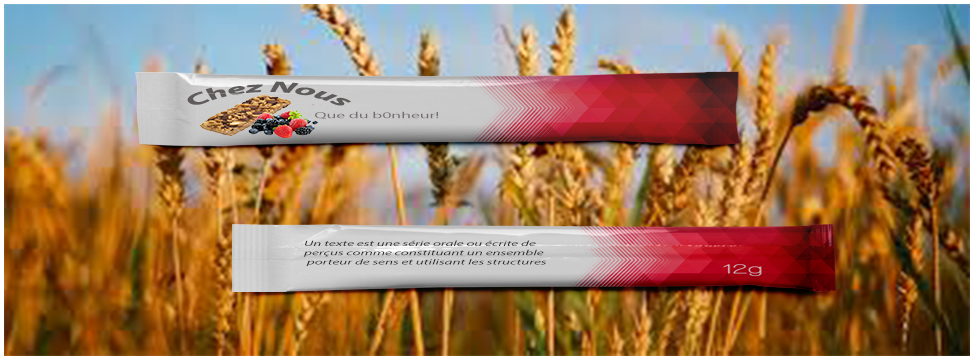 Chez Nous
Que du b0nheur!
Un texte est une série orale ou écrite de
perçus comme constituant un ensemble
porteur de sens et utilisant les structures
12g